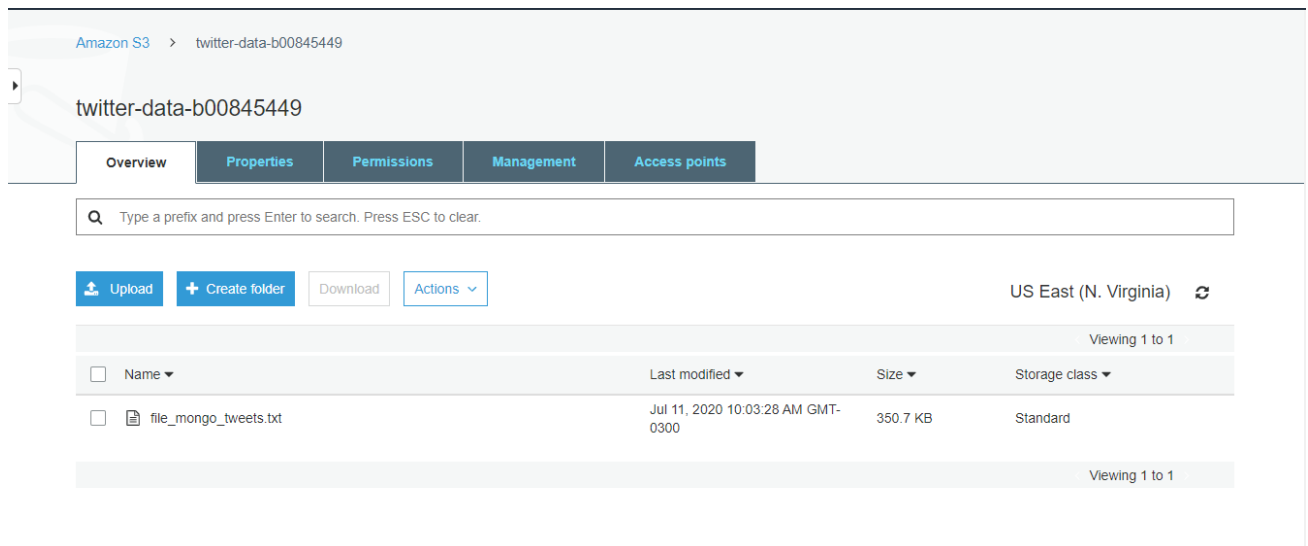 Amazon S3 > twitter-data-b00845449
twitter-data-b00845449
Overview Properties Permissions Management Access points
Type a prefix and press Enter to search. Press ESC to clear.
Upload + Create folder Download Actions US East (N. Virginia)
Viewing 1 to 1
Name Last modified Size Storage class
file_mongo_tweets.txt Jul 11, 2020 10:03:28 AM GMT- 350.7 KB Standard
0300
Viewing 1 to 1